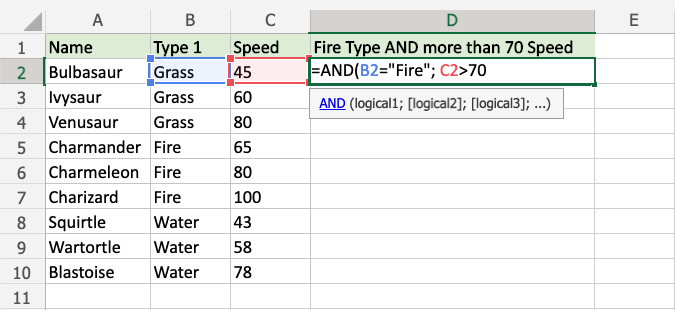 A B C D E
1 Name Type 1 Speed Fire Type AND more than 70 Speed
2 Bulbasaur Grass 45 =AND(B2="Fire"; C2>70
3 Ivysaur Grass 60
AND (logical1; [logical2]; [logical3]; ...)
4 Venusaur Grass 80
5 Charmander Fire 65
6 Charmeleon Fire 80
7 Charizard Fire 100
8 Squirtle Water 43
9 Wartortle Water 58
10 Blastoise Water 78
11